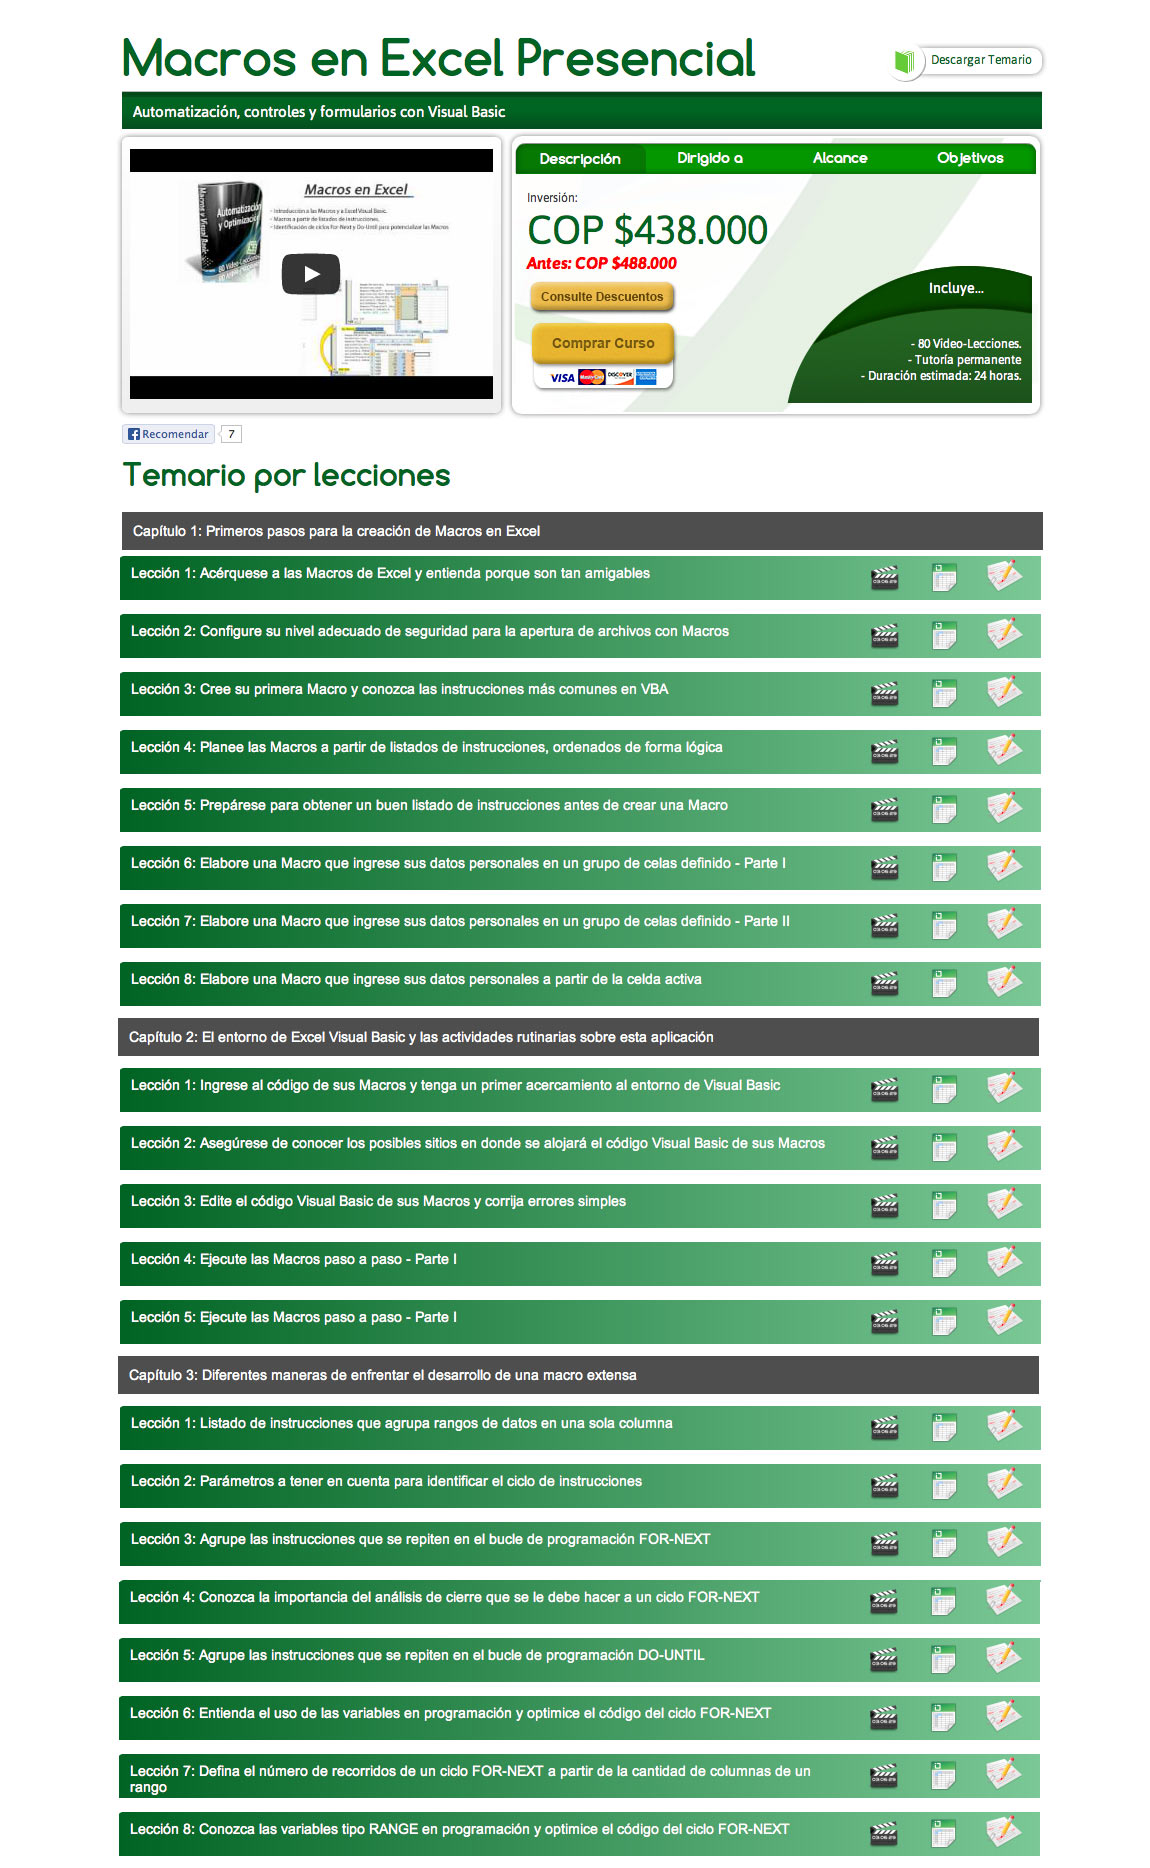 Macros en Excel Presencial
Descargar Temario
Automatización, controles y formularios con Visual Basic
Macros en Excel
- Introducción a las Macros y a Excel Visual Basic.
- Macros a partir de listados de instrucciones.
- Identificación de ciclos For-Next y Do-Until para potencializar las Macros
Macros y Visual Basic
Automatización
y Optimización
80 Video-Lecciones
Descripción
Dirigido a
Alcance
Objetivos
Inversión:
COP $438.000
Antes: COP $488.000
Consulte Descuentos
Comprar Curso
VISA MasterCard DISCOVER
Incluye...
- 80 Video-Lecciones.
- Tutoría permanente
- Duración estimada: 24 horas.
Recomendar 7
Temario por lecciones
Capítulo 1: Primeros pasos para la creación de Macros en Excel
Lección 1: Acérquese a las Macros de Excel y entienda porque son tan amigables
Lección 2: Configure su nivel adecuado de seguridad para la apertura de archivos con Macros
Lección 3: Cree su primera Macro y conozca las instrucciones más comunes en VBA
Lección 4: Planee las Macros a partir de listados de instrucciones, ordenados de forma lógica
Lección 5: Prepárese para obtener un buen listado de instrucciones antes de crear una Macro
Lección 6: Elabore una Macro que ingrese sus datos personales en un grupo de celas definido - Parte I
Lección 7: Elabore una Macro que ingrese sus datos personales en un grupo de celas definido - Parte II
Lección 8: Elabore una Macro que ingrese sus datos personales a partir de la celda activa
Capítulo 2: El entorno de Excel Visual Basic y las actividades rutinarias sobre esta aplicación
Lección 1: Ingrese al código de sus Macros y tenga un primer acercamiento al entorno de Visual Basic
Lección 2: Asegúrese de conocer los posibles sitios en donde se alojará el código Visual Basic de sus Macros
Lección 3: Edite el código Visual Basic de sus Macros y corrija errores simples
Lección 4: Ejecute las Macros paso a paso - Parte I
Lección 5: Ejecute las Macros paso a paso - Parte I
Capítulo 3: Diferentes maneras de enfrentar el desarrollo de una macro extensa
Lección 1: Listado de instrucciones que agrupa rangos de datos en una sola columna
Lección 2: Parámetros a tener en cuenta para identificar el ciclo de instrucciones
Lección 3: Agrupe las instrucciones que se repiten en el bucle de programación FOR-NEXT
Lección 4: Conozca la importancia del análisis de cierre que se le debe hacer a un ciclo FOR-NEXT
Lección 5: Agrupe las instrucciones que se repiten en el bucle de programación DO-UNTIL
Lección 6: Entienda el uso de las variables en programación y optimice el código del ciclo FOR-NEXT
Lección 7: Defina el número de recorridos de un ciclo FOR-NEXT a partir de la cantidad de columnas de un
rango
Lección 8: Conozca las variables tipo RANGE en programación y optimice el código del ciclo FOR-NEXT